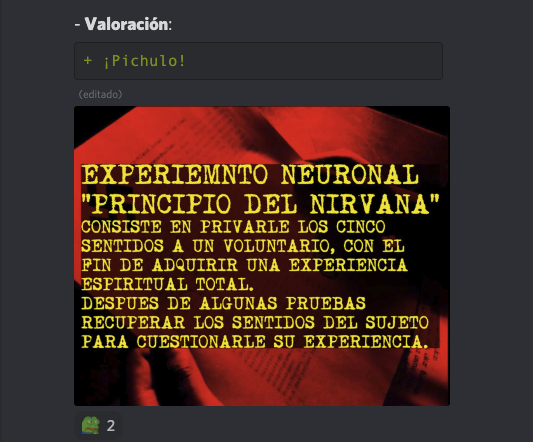 - Valoración:
+ ¡Pichulo!
(editado)
EXPERIEMNTO NEURONAL
"PRINCIPIO DEL NIRVANA"
CONSISTE EN PRIVARLE LOS CINCO
SENTIDOS A UN VOLUNTARIO, CON EL
FIN DE ADQUIRIR UNA EXPERIENCIA
ESPIRITUAL TOTAL.
DESPUES DE ALGUNAS PRUEBAS
RECUPERAR LOS SENTIDOS DEL SUJETO
PARA CUESTIONARLE SU EXPERIENCIA.
2